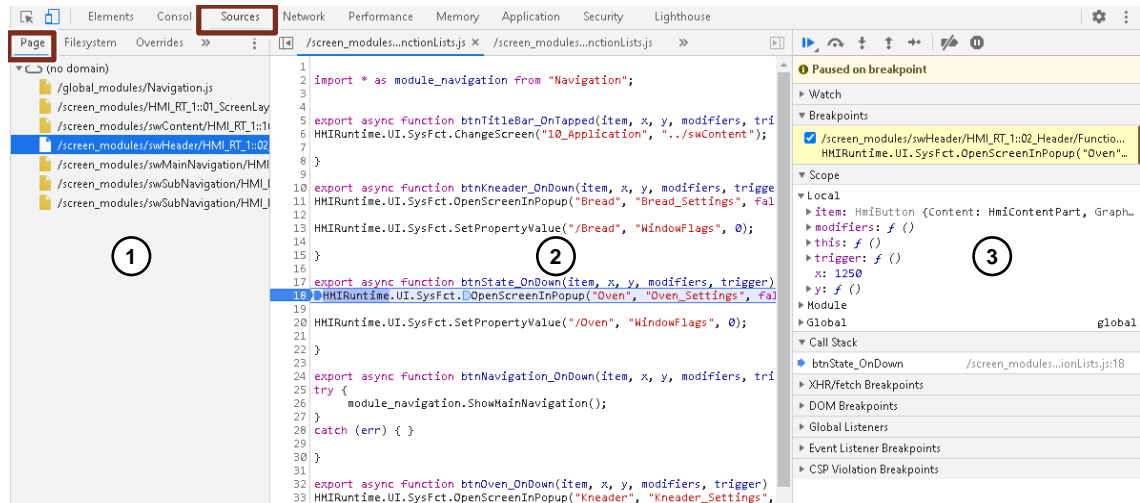 Elements Consol Sources Network Performance Memory Application Security Lighthouse
Page Filesystem Overrides »
/screen_modules...nctionLists.js × /screen_modules...nctionLists.js »
(no domain)
/global_modules/Navigation.js
/screen_modules/HMI_RT_1::01_ScreenLay
/screen_modules/swContent/HMI_RT_1::1
/screen_modules/swHeader/HMI_RT_1::02
/screen_modules/swMainNavigation/HMI
/screen_modules/swSubNavigation/HMI_
/screen_modules/swSubNavigation/HMI_
1
1
2 import * as module_navigation from "Navigation";
3
4
5 export async function btnTitleBar_OnTapped(item, x, y, modifiers, trigge
6 HMIRuntime.UI.SysFct.ChangeScreen("10_Application", "../swContent");
7
8 }
9
10 export async function btnKneader_OnDown(item, x, y, modifiers, trigge
11 HMIRuntime.UI.SysFct.OpenScreenInPopup("Bread", "Bread_Settings", fal
12
13 HMIRuntime.UI.SysFct.SetPropertyValue("/Bread", "WindowFlags", 0);
14
15 }
16
2
17 export async function btnState_OnDown(item, x, y, modifiers, trigger)
18 HMIRuntime.UI.SysFct.OpenScreenInPopup("Oven", "Oven_Settings", fal
19
20 HMIRuntime.UI.SysFct.SetPropertyValue("/Oven", "WindowFlags", 0);
21
22 }
23
24 export async function btnNavigation_OnDown(item, x, y, modifiers, tri
25 try {
26 module_navigation.ShowMainNavigation();
27 }
28 catch (err) { }
29
30 }
31
32 export async function btnOven_OnDown(item, x, y, modifiers, trigger)
33 HMIRuntime.UI.SysFct.OpenScreenInPopup("Kneader", "Kneader_Settings",
Paused on breakpoint
Watch
Breakpoints
/screen_modules/swHeader/HMI_RT_1::02_Header/Functio...
HMIRuntime.UI.SysFct.OpenScreenInPopup("Oven"...
Scope
Local
item: HmiButton {Content: HmiContentPart, Graph...
modifiers: ƒ ()
this: ƒ ()
trigger: ƒ ()
x: 1250
y: ƒ ()
3
Module
Global global
Call Stack
btnState_OnDown /screen_modules...ionLists.js:18
XHR/fetch Breakpoints
DOM Breakpoints
Global Listeners
Event Listener Breakpoints
CSP Violation Breakpoints